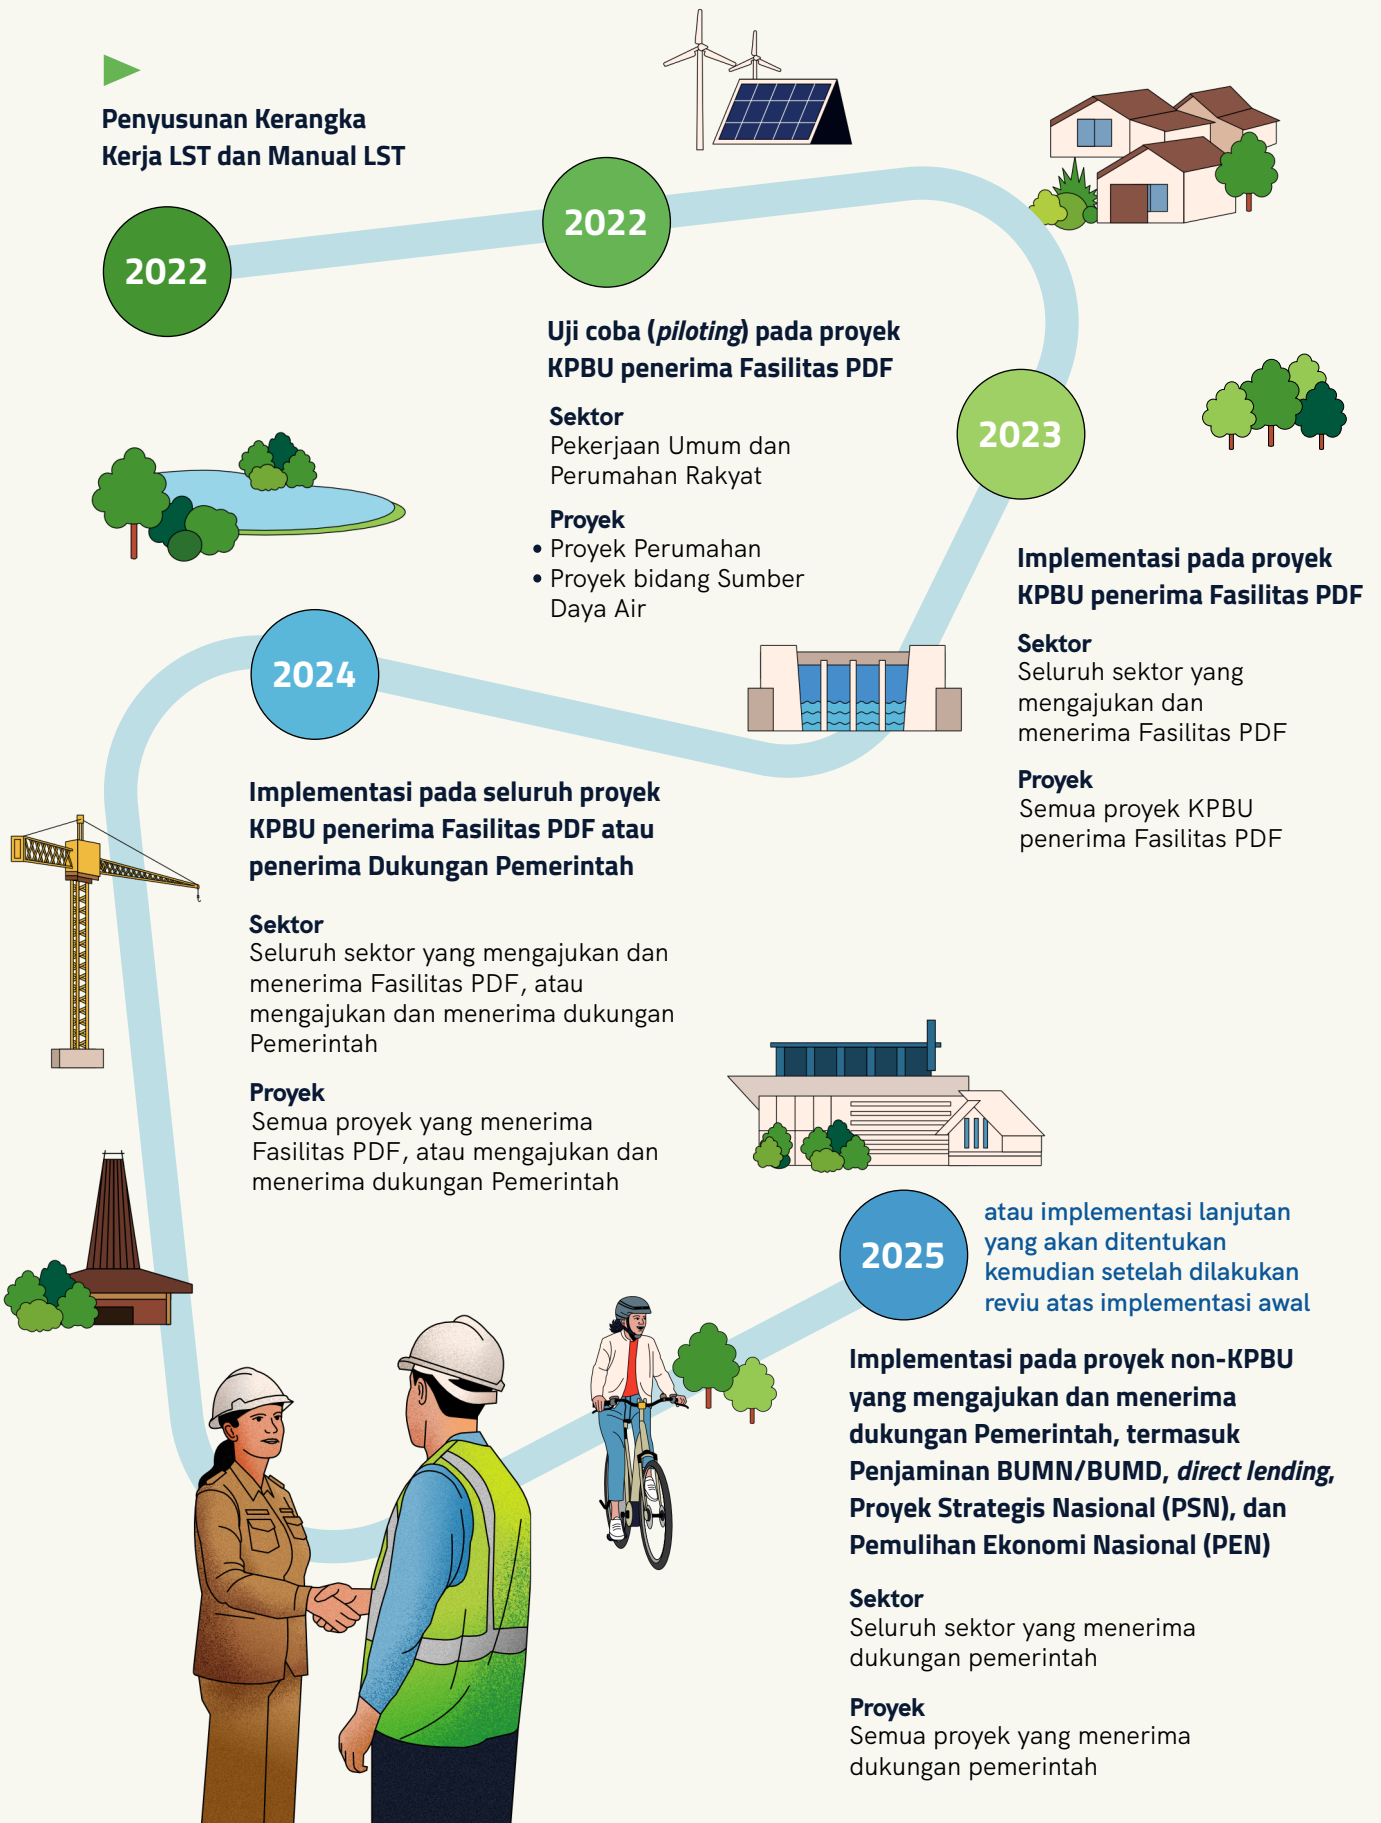 Penyusunan Kerangka
Kerja LST dan Manual LST
2022
2022
Uji coba (piloting) pada proyek
KPBU penerima Fasilitas PDF
Sektor
Pekerjaan Umum dan
Perumahan Rakyat
Proyek
• Proyek Perumahan
• Proyek bidang Sumber
Daya Air
2023
Implementasi pada proyek
KPBU penerima Fasilitas PDF
Sektor
Seluruh sektor yang
mengajukan dan
menerima Fasilitas PDF
Proyek
Semua proyek KPBU
penerima Fasilitas PDF
2024
Implementasi pada seluruh proyek
KPBU penerima Fasilitas PDF atau
penerima Dukungan Pemerintah
Sektor
Seluruh sektor yang mengajukan dan
menerima Fasilitas PDF, atau
mengajukan dan menerima dukungan
Pemerintah
Proyek
Semua proyek yang menerima
Fasilitas PDF, atau mengajukan dan
menerima dukungan Pemerintah
2025
atau implementasi lanjutan
yang akan ditentukan
kemudian setelah dilakukan
reviu atas implementasi awal
Implementasi pada proyek non-KPBU
yang mengajukan dan menerima
dukungan Pemerintah, termasuk
Penjaminan BUMN/BUMD, direct lending,
Proyek Strategis Nasional (PSN), dan
Pemulihan Ekonomi Nasional (PEN)
Sektor
Seluruh sektor yang menerima
dukungan pemerintah
Proyek
Semua proyek yang menerima
dukungan pemerintah